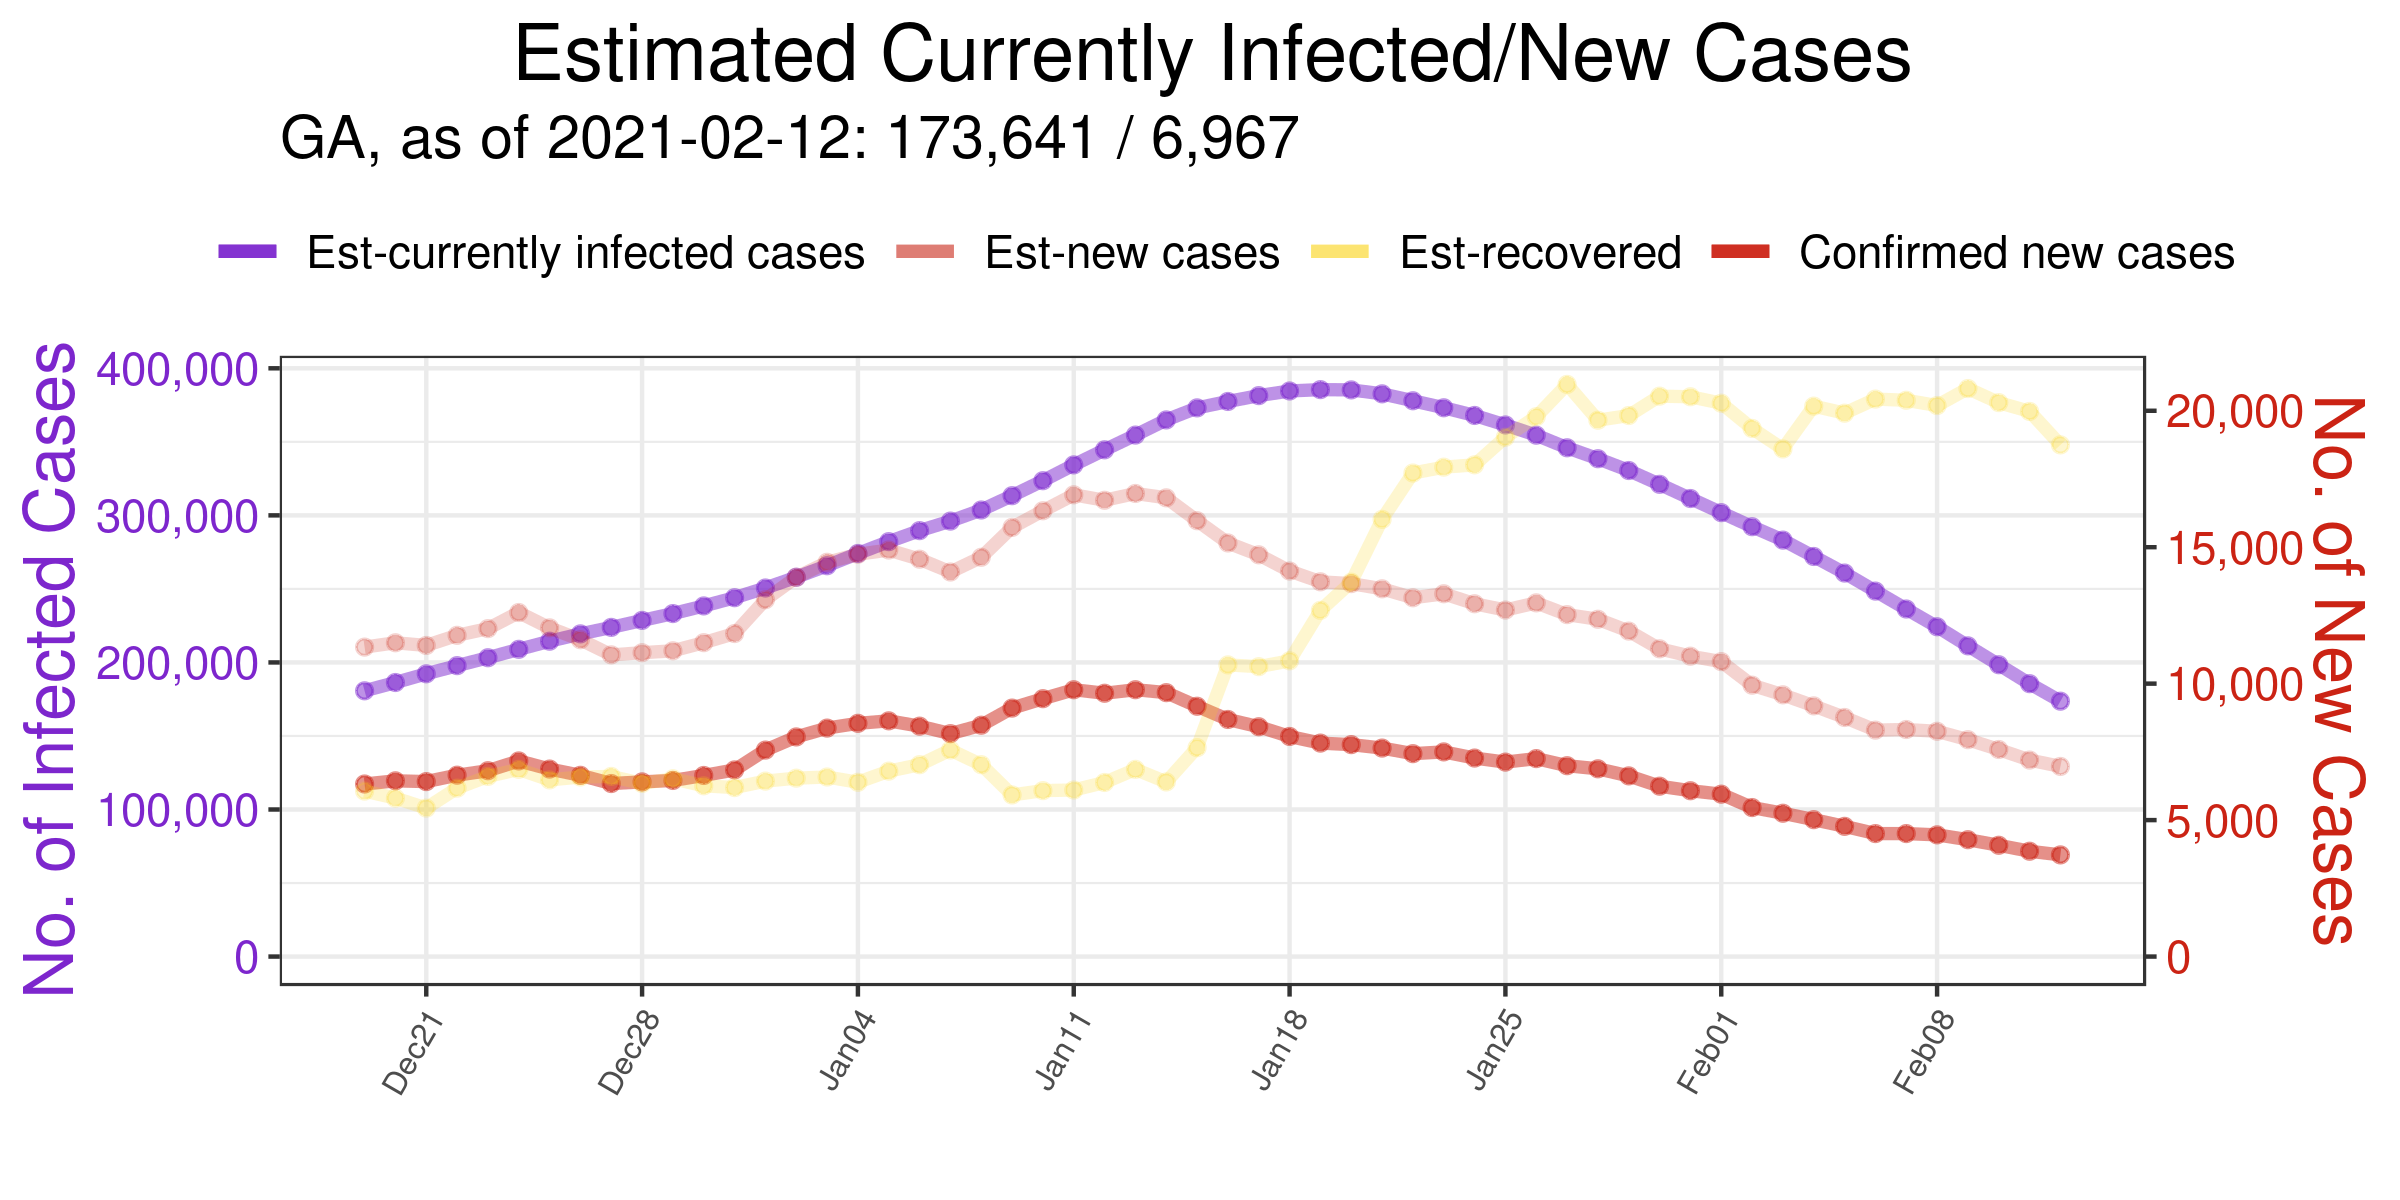 Estimated Currently Infected/New Cases
GA, as of 2021-02-12: 173,641 / 6,967
Est-currently infected cases Est-new cases Est-recovered Confirmed new cases
No. of Infected Cases
400,000
300,000
200,000
100,000
0
20,000
15,000
10,000
5,000
0
No. of New Cases
Dec21 Dec28 Jan04 Jan11 Jan18 Jan25 Feb01 Feb08